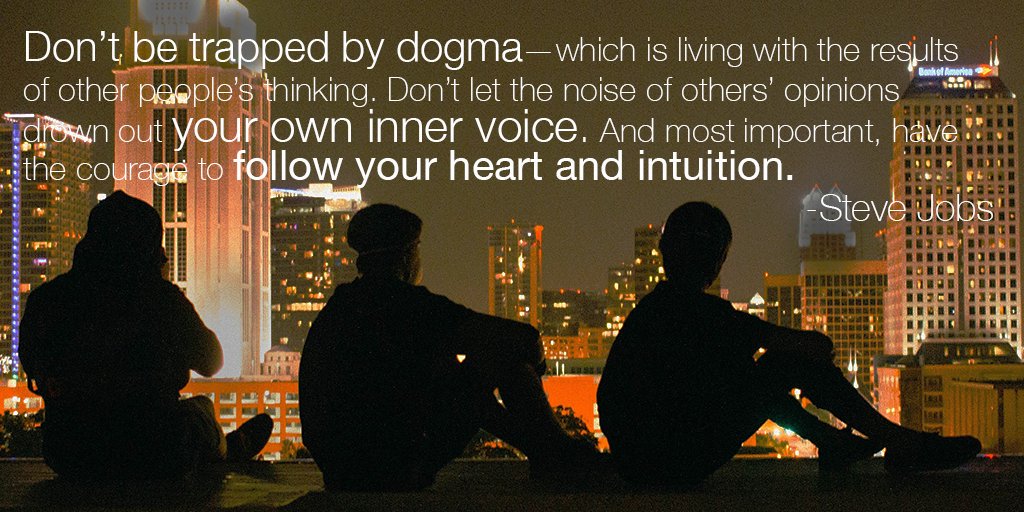 Don't be trapped by dogma—which is living with the results
of other people's thinking. Don't let the noise of others' opinions
drown out your own inner voice. And most important, have
the courage to follow your heart and intuition.
-Steve Jobs
Bank of America